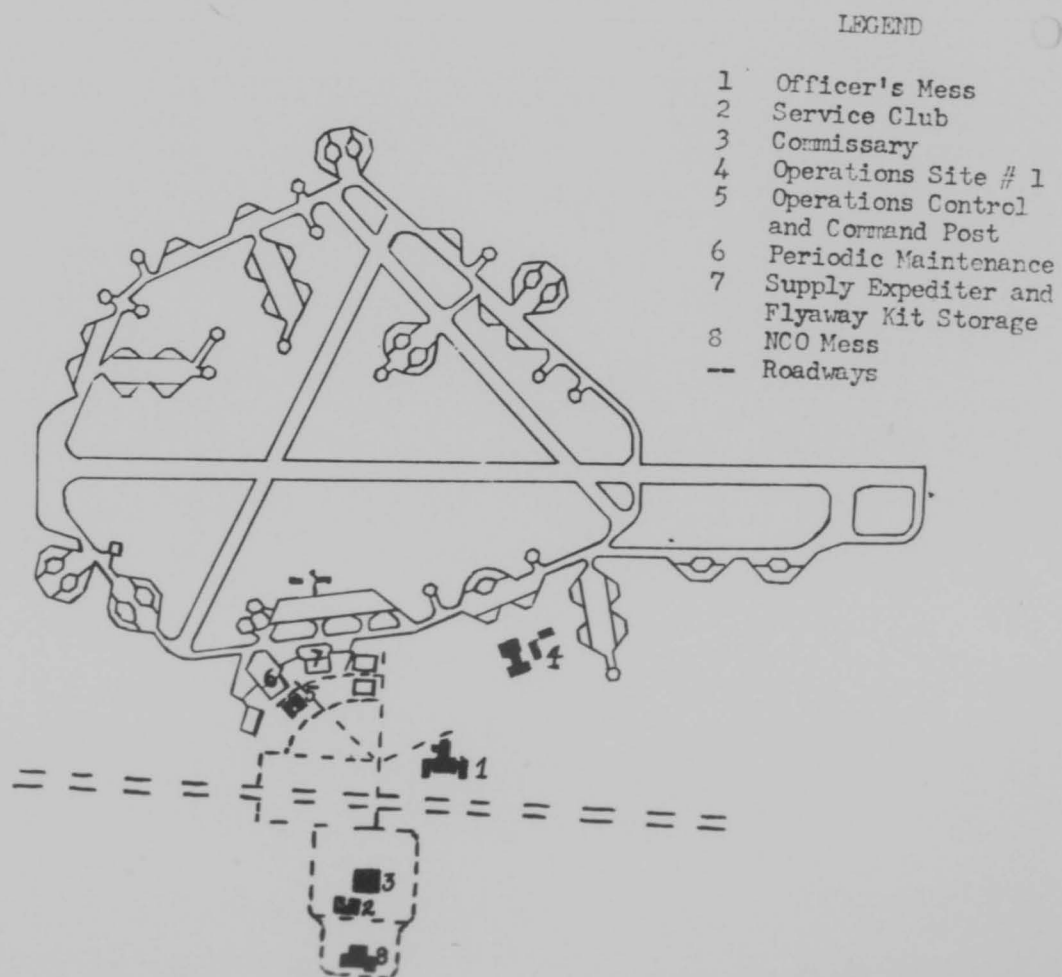 LEGEND
1 Officer's Mess
2 Service Club
3 Commissary
4 Operations Site # 1
5 Operations Control
and Command Post
6 Periodic Maintenance
7 Supply Expediter and
Flyaway Kit Storage
8 NCO Mess
-- Roadways
7
6
5
4
1
3
2
8